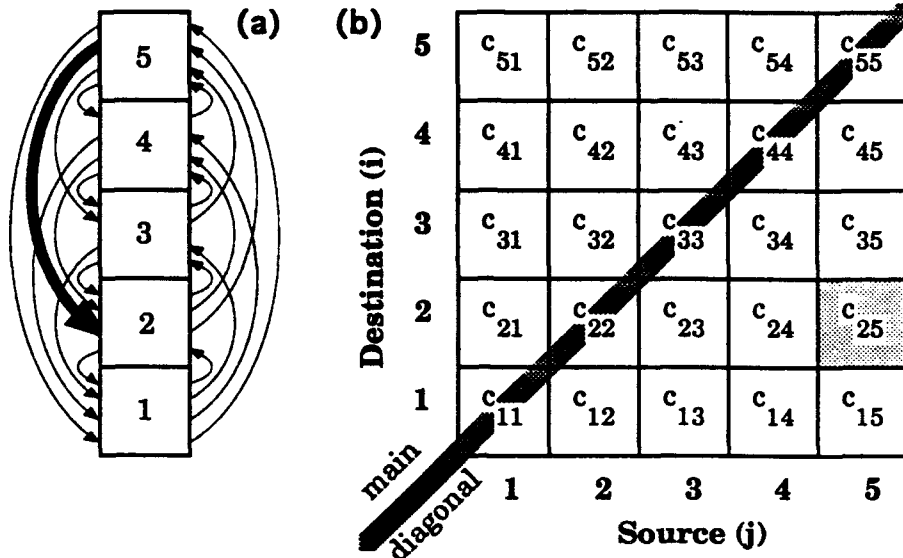 (a)
5
4
3
2
1
(b)
Destination (i)
5 c51 c52 c53 c54 c55
4 c41 c42 c43 c44 c45
3 c31 c32 c33 c34 c35
2 c21 c22 c23 c24 c25
1 c11 c12 c13 c14 c15
main
diagonal
1 2 3 4 5
Source (j)